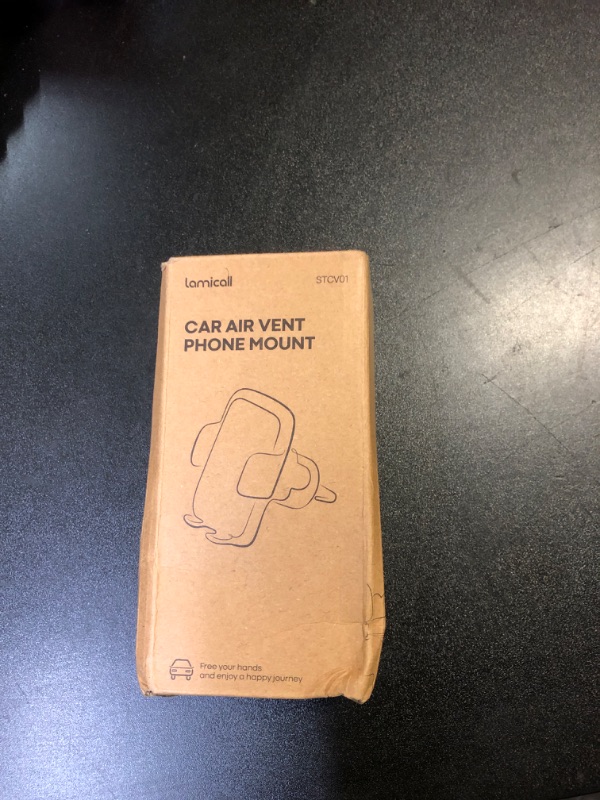 Lamicall
STCV01
CAR AIR VENT
PHONE MOUNT
Free your hands
and enjoy a happy journey